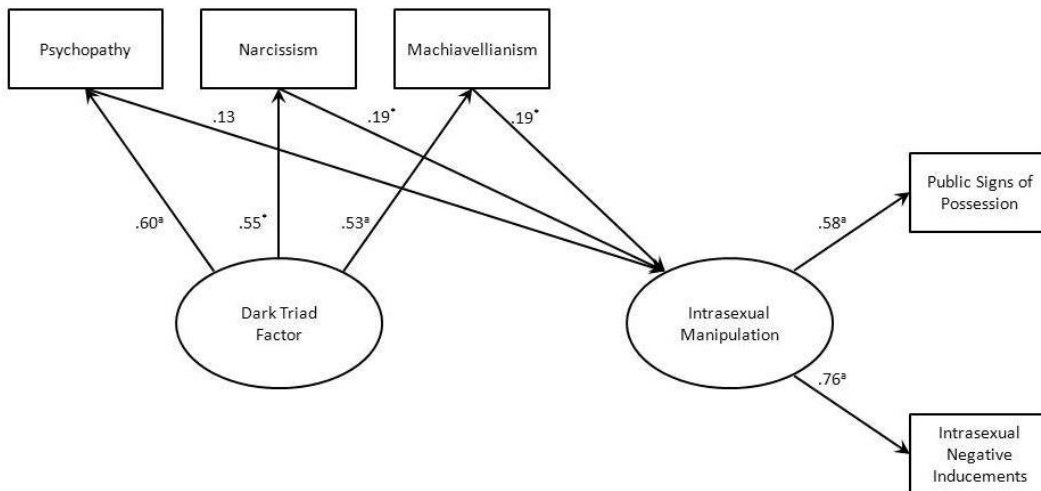 Psychopathy
Narcissism
Machiavellianism
.13
.19*
.19*
Public Signs of
Possession
.60ª
.55*
.53ª
.58ª
Dark Triad
Factor
Intrasexual
Manipulation
.76ª
Intrasexual
Negative
Inducements